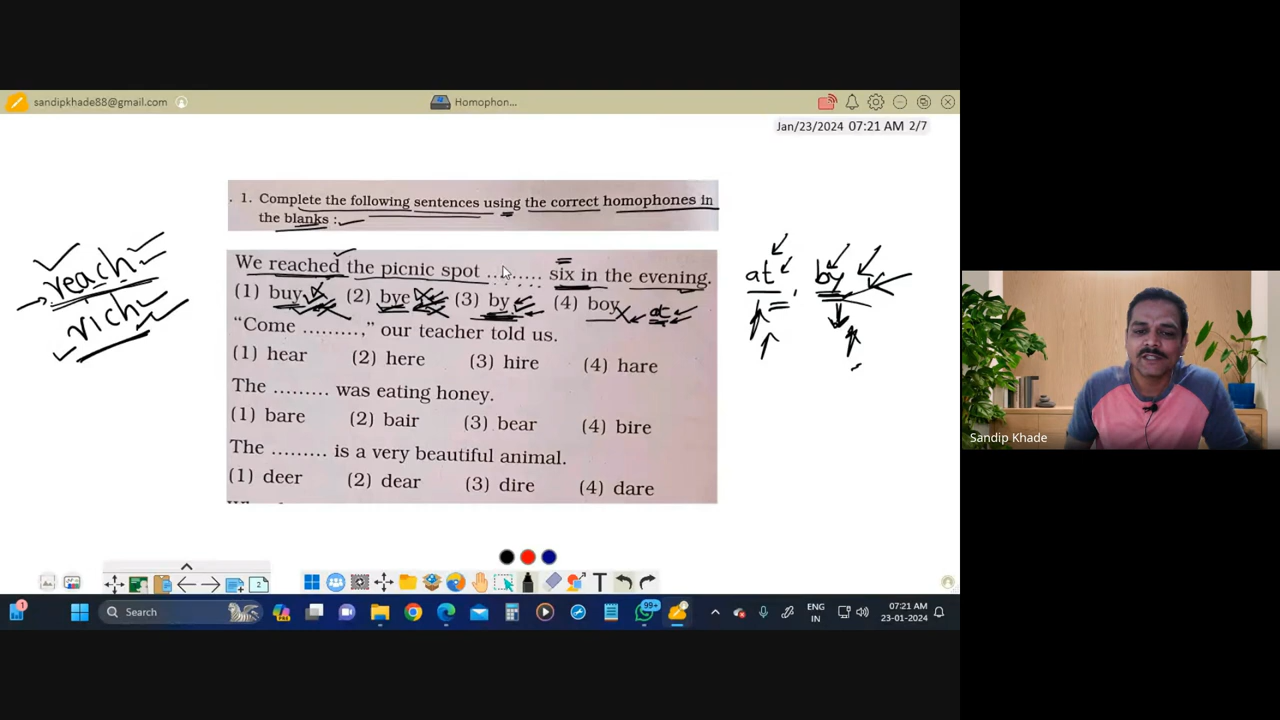 sandipkhade88@gmail.com
Homophon...
Jan/23/2024 07:21 AM 2/7
. 1. Complete the following sentences using the correct homophones in
the blanks :
We reached the picnic spot ......... six in the evening.
(1) buy (2) bye (3) by (4) boy at
"Come .........," our teacher told us.
(1) hear (2) here (3) hire (4) hare
The ......... was eating honey.
(1) bare (2) bair (3) bear (4) bire
The ......... is a very beautiful animal.
(1) deer (2) dear (3) dire (4) dare
reach
rich
at , by
Sandip Khade
2
T
1
Search
PRE
99+
ENG
IN
07:21 AM
23-01-2024